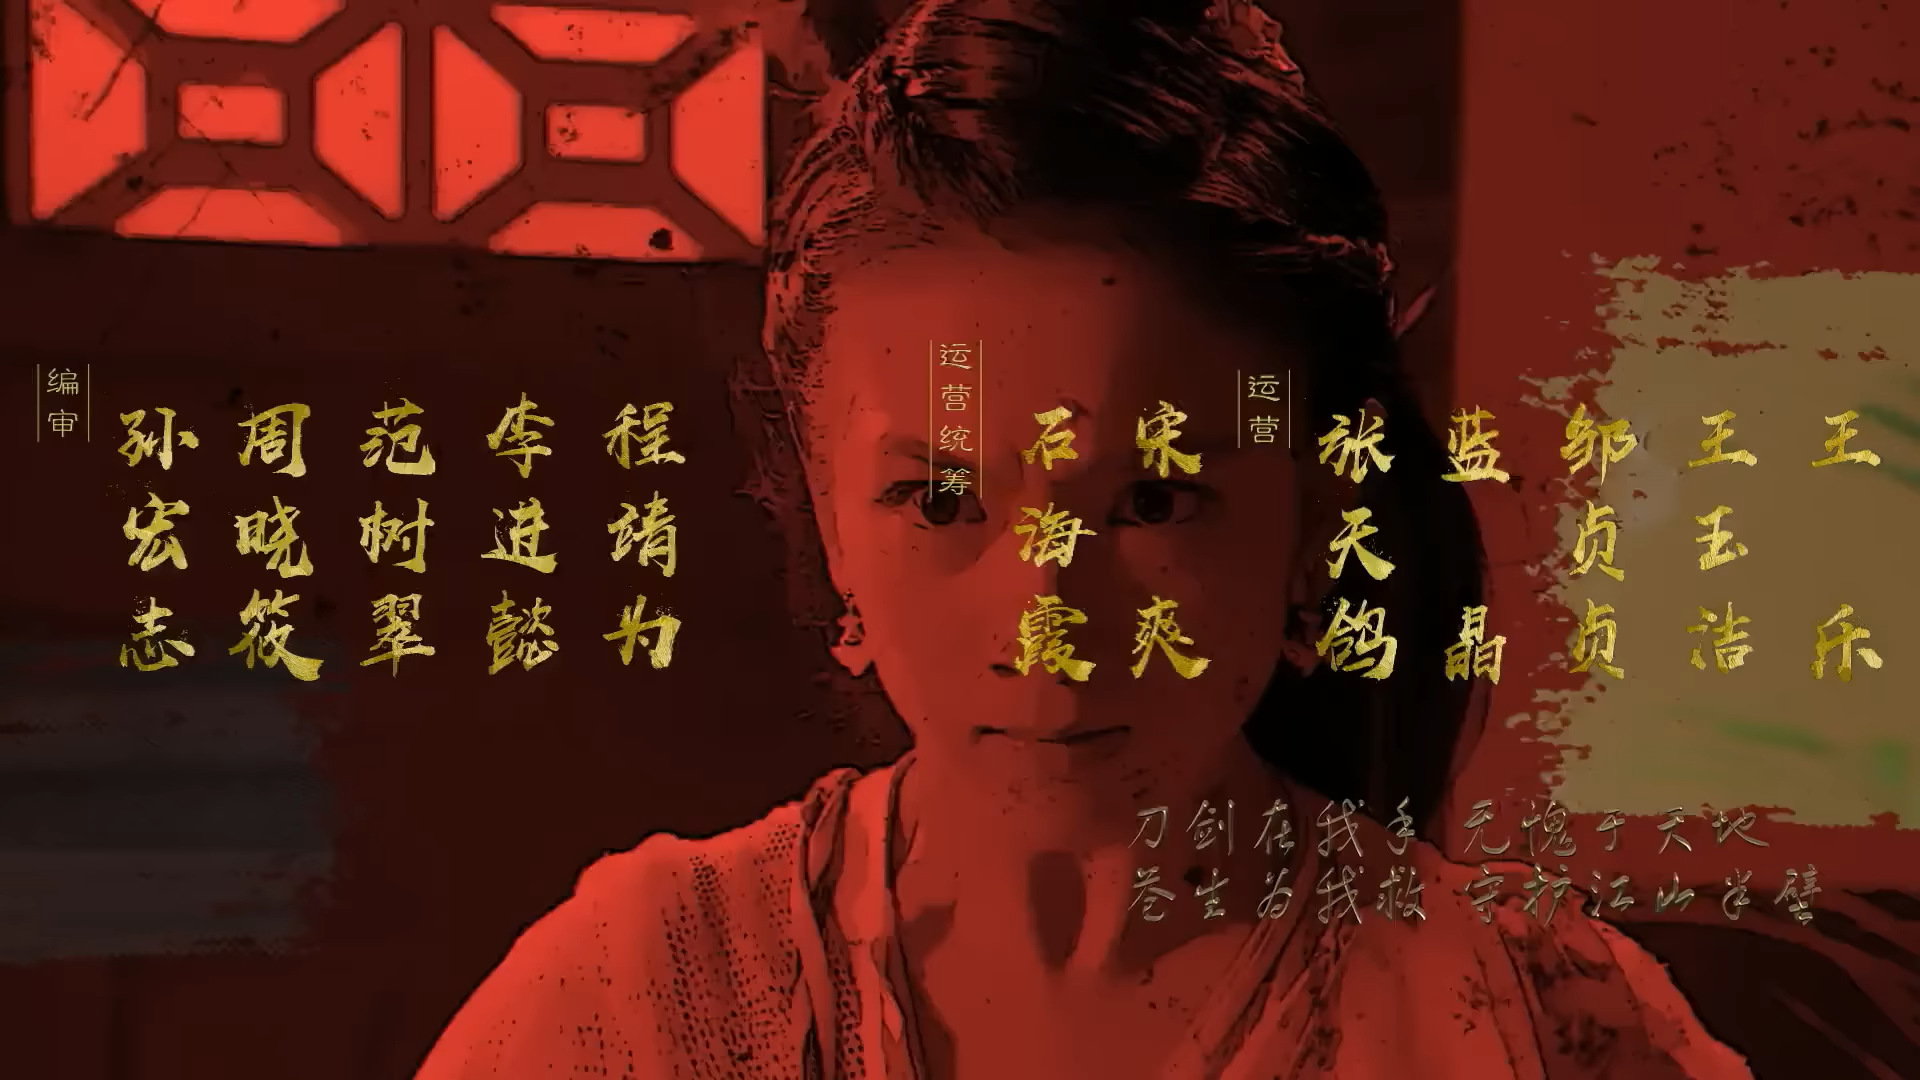 编审
孙宏志
周晓筱
范树翠
李进懿
程靖为
运营统筹
石海霞
宋爽
运营
张天鸽
蓝晶
邹贞贞
王玉洁
王乐
刀剑在我手 无愧于天地
苍生为我救 守护江山半壁